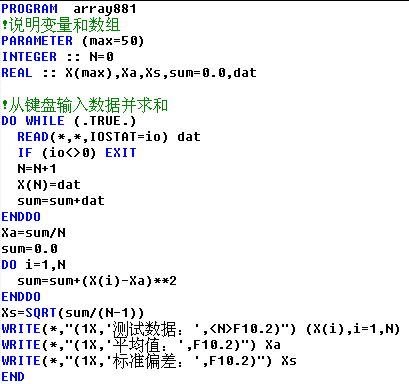 PROGRAM  array881
!说明变量和数组
PARAMETER (max=50)
INTEGER :: N=0
REAL :: X(max),Xa,Xs,sum=0.0,dat
!从键盘输入数据并求和
DO WHILE (.TRUE.)
  READ(*,*,IOSTAT=io) dat
  IF (io<>0) EXIT
  N=N+1
  X(N)=dat
  sum=sum+dat
ENDDO
Xa=sum/N
sum=0.0
DO i=1,N
  sum=sum+(X(i)-Xa)**2
ENDDO
Xs=SQRT(sum/(N-1))
WRITE(*,"(1X,'测试数据：',<N>F10.2)") (X(i),i=1,N)
WRITE(*,"(1X,'平均值：',F10.2)") Xa
WRITE(*,"(1X,'标准偏差：',F10.2)") Xs
END